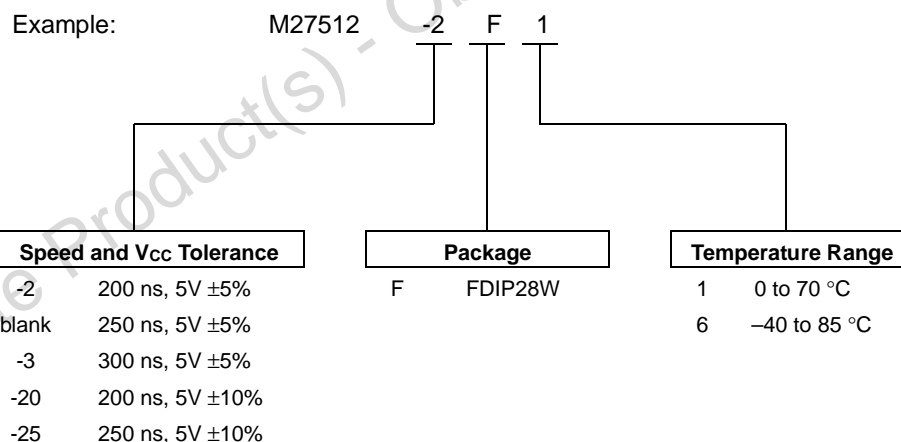 Example: M27512 -2 F 1
Speed and VCC Tolerance Package Temperature Range
-2 200 ns, 5V ±5% F FDIP28W 1 0 to 70 °C
blank 250 ns, 5V ±5% 6 –40 to 85 °C
-3 300 ns, 5V ±5%
-20 200 ns, 5V ±10%
-25 250 ns, 5V ±10%
Product(s) -